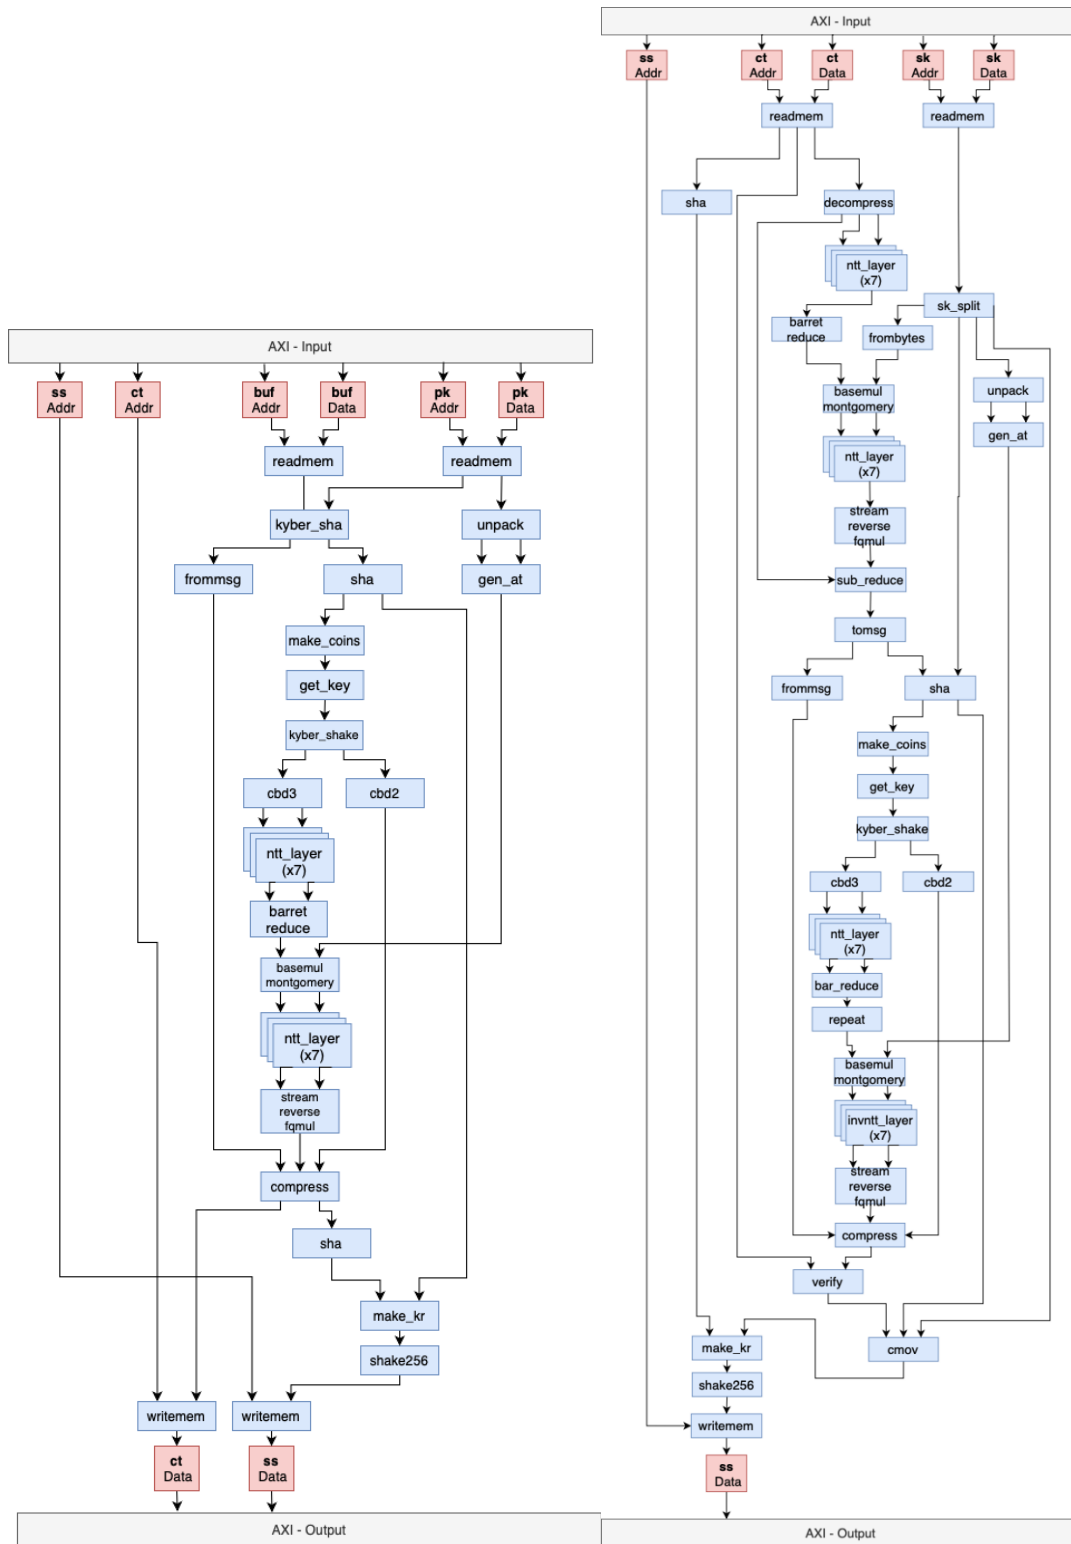 AXI - Input
ss
Addr
ct
Addr
buf
Addr
buf
Data
pk
Addr
pk
Data
readmem
readmem
kyber_sha
unpack
frommsg
sha
gen_at
make_coins
get_key
kyber_shake
cbd3
cbd2
ntt_layer
(x7)
barret
reduce
basemul
montgomery
ntt_layer
(x7)
stream
reverse
fqmul
compress
sha
make_kr
shake256
writemem
writemem
ct
Data
ss
Data
AXI - Output
AXI - Input
ss
Addr
ct
Addr
ct
Data
sk
Addr
sk
Data
readmem
readmem
sha
decompress
ntt_layer
(x7)
sk_split
barret
reduce
frombytes
unpack
basemul
montgomery
gen_at
ntt_layer
(x7)
stream
reverse
fqmul
sub_reduce
tomsg
frommsg
sha
make_coins
get_key
kyber_shake
cbd3
cbd2
ntt_layer
(x7)
bar_reduce
repeat
basemul
montgomery
invntt_layer
(x7)
stream
reverse
fqmul
compress
verify
make_kr
cmov
shake256
writemem
ss
Data
AXI - Output